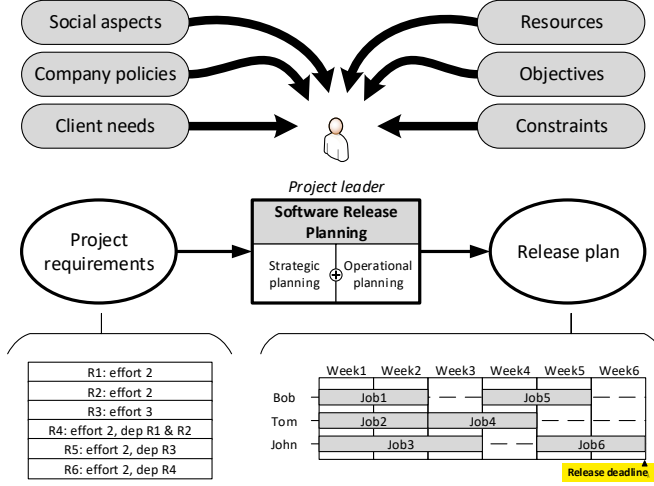 Social aspects
Resources
Company policies
Objectives
Client needs
Constraints
Project leader
Project
requirements
Software Release
Planning
Strategic
planning
Operational
planning
Release plan
R1: effort 2
R2: effort 2
R3: effort 3
R4: effort 2, dep R1 & R2
R5: effort 2, dep R3
R6: effort 2, dep R4
Week1 Week2 Week3 Week4 Week5 Week6
Bob Job1 Job5
Tom Job2 Job4
John Job3 Job6
Release deadline